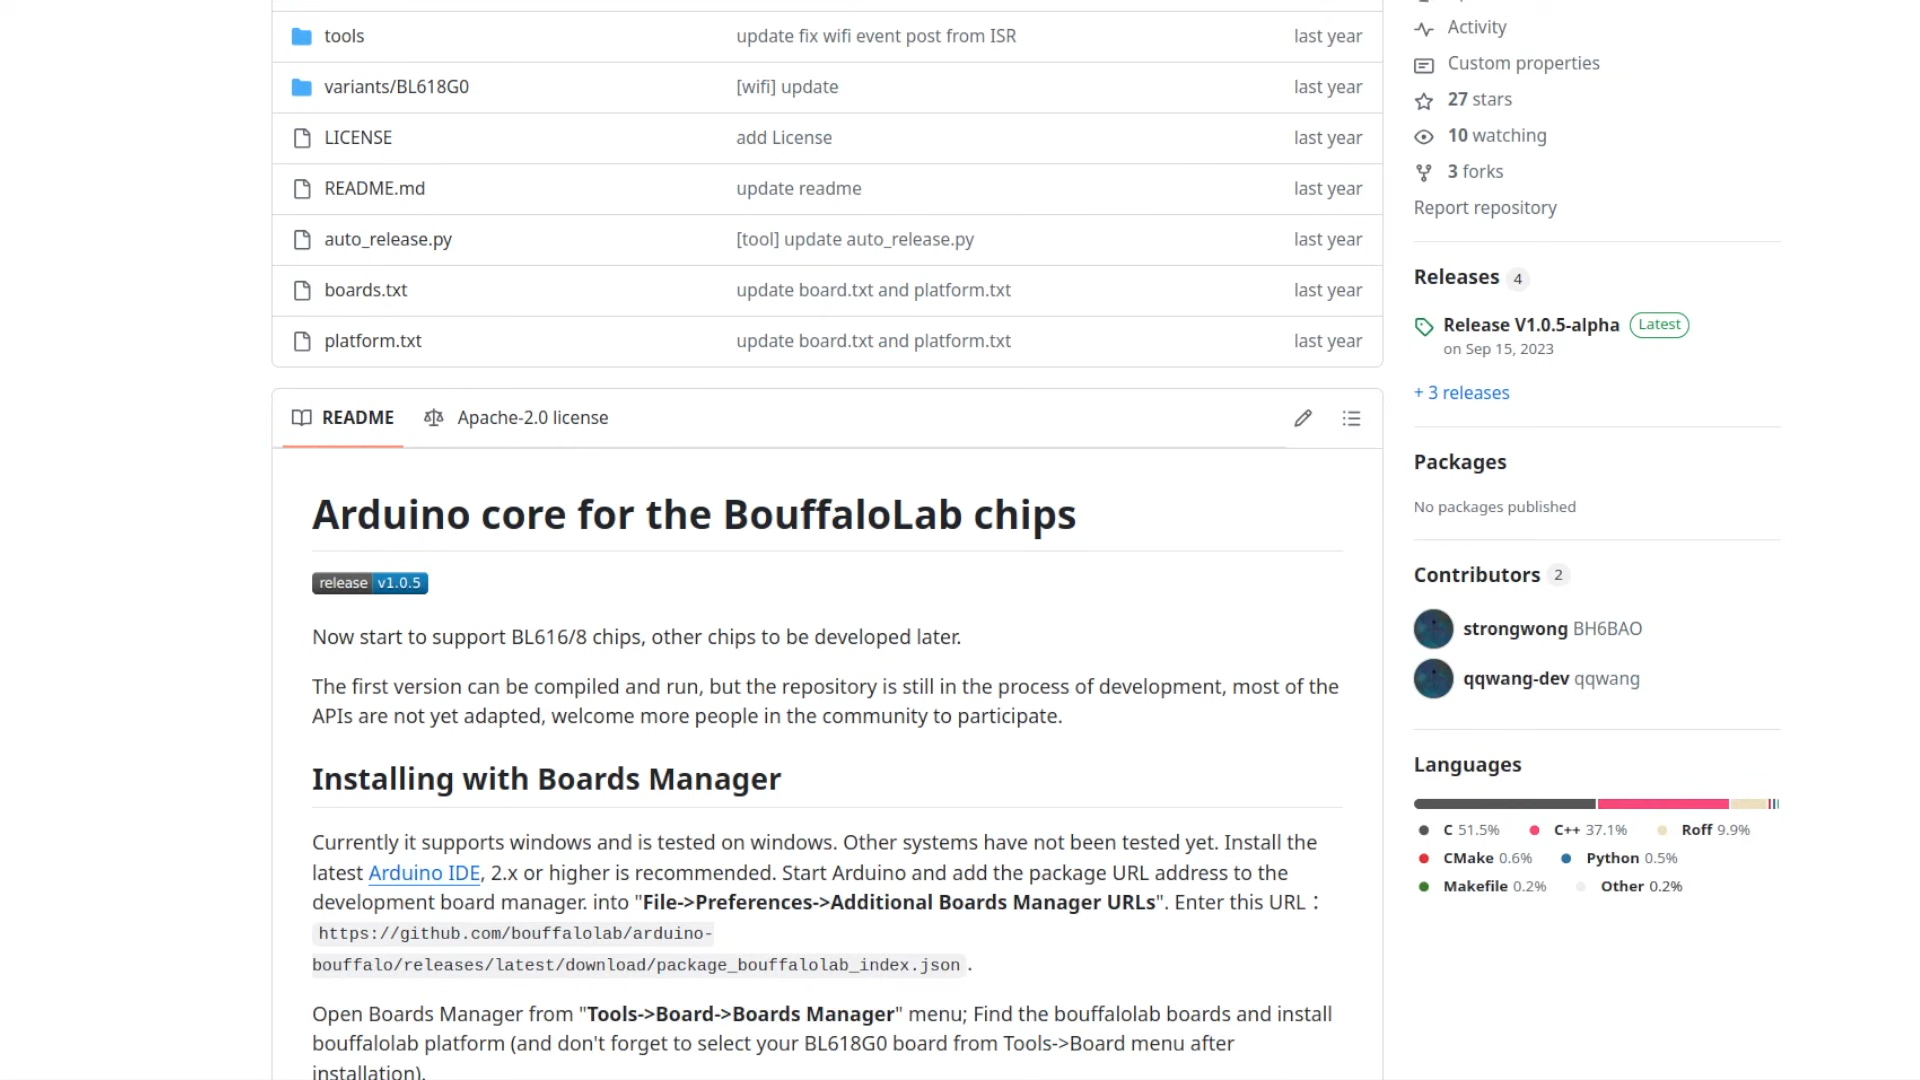 tools update fix wifi event post from ISR last year
variants/BL618G0 [wifi] update last year
LICENSE add License last year
README.md update readme last year
auto_release.py [tool] update auto_release.py last year
boards.txt update board.txt and platform.txt last year
platform.txt update board.txt and platform.txt last year
README Apache-2.0 license
Arduino core for the BouffaloLab chips
release v1.0.5
Now start to support BL616/8 chips, other chips to be developed later.
The first version can be compiled and run, but the repository is still in the process of development, most of the
APIs are not yet adapted, welcome more people in the community to participate.
Installing with Boards Manager
Currently it supports windows and is tested on windows. Other systems have not been tested yet. Install the
latest Arduino IDE, 2.x or higher is recommended. Start Arduino and add the package URL address to the
development board manager. into "File->Preferences->Additional Boards Manager URLs". Enter this URL：
https://github.com/bouffalolab/arduino-
bouffalo/releases/latest/download/package_bouffalolab_index.json .
Open Boards Manager from "Tools->Board->Boards Manager" menu; Find the bouffalolab boards and install
bouffalolab platform (and don't forget to select your BL618G0 board from Tools->Board menu after
installation).
Activity
Custom properties
27 stars
10 watching
3 forks
Report repository
Releases 4
Release V1.0.5-alpha Latest
on Sep 15, 2023
+ 3 releases
Packages
No packages published
Contributors 2
strongwong BH6BAO
qqwang-dev qqwang
Languages
C 51.5% C++ 37.1% Roff 9.9%
CMake 0.6% Python 0.5%
Makefile 0.2% Other 0.2%